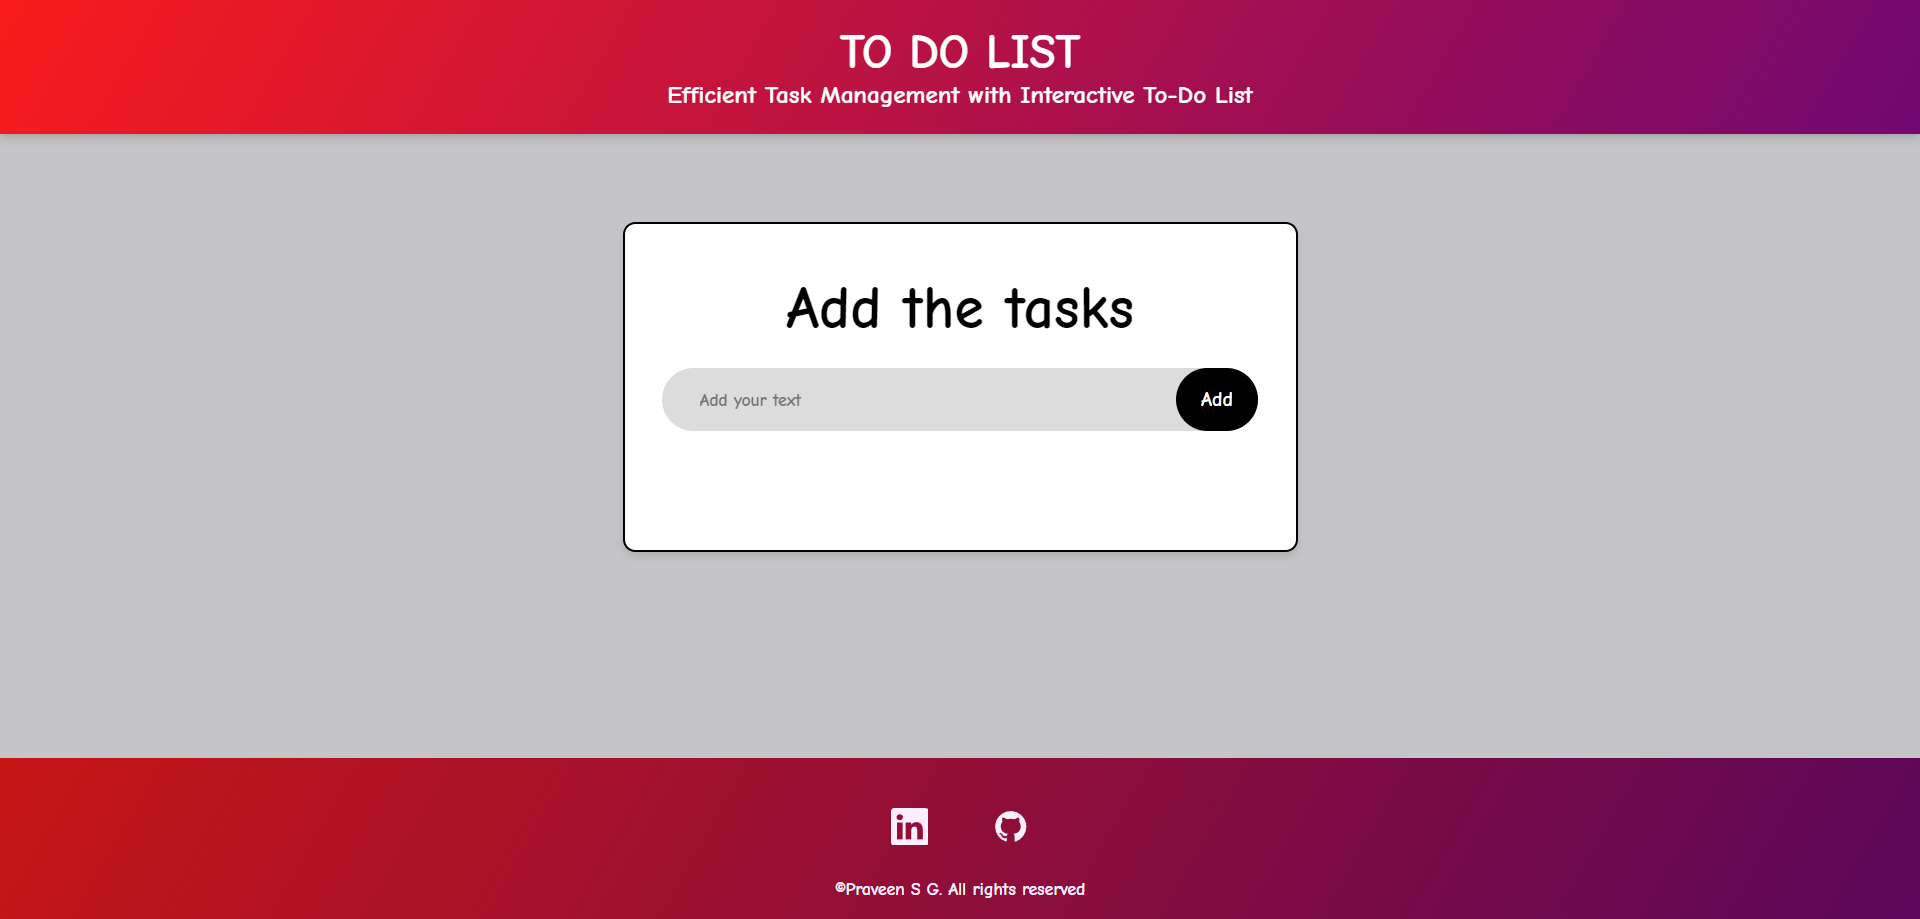 TO DO LIST
Efficient Task Management with Interactive To-Do List
Add the tasks
Add your text
Add
in
©Praveen S G. All rights reserved